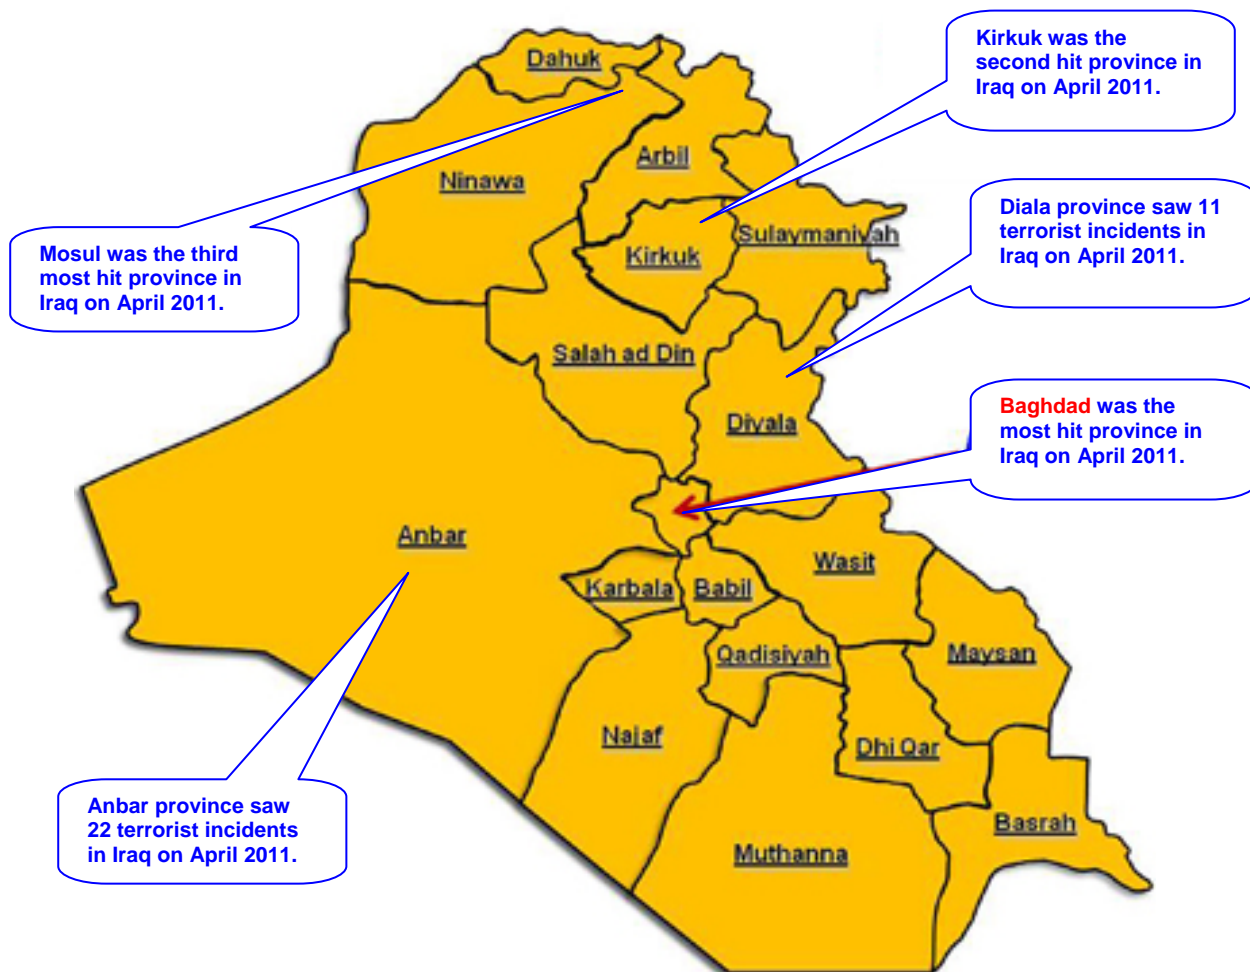 Kirkuk was the
second hit province in
Iraq on April 2011.
Dahuk
Arbil
Ninawa
Diala province saw 11
terrorist incidents in
Iraq on April 2011.
Sulaymaniyah
Mosul was the third
most hit province in
Iraq on April 2011.
Kirkuk
Salah ad Din
Baghdad was the
most hit province in
Iraq on April 2011.
Diyala
Anbar
Wasit
Karbala
Babil
Qadisiyah
Maysan
Najaf
Dhi Qar
Anbar province saw
22 terrorist incidents
in Iraq on April 2011.
Basrah
Muthanna